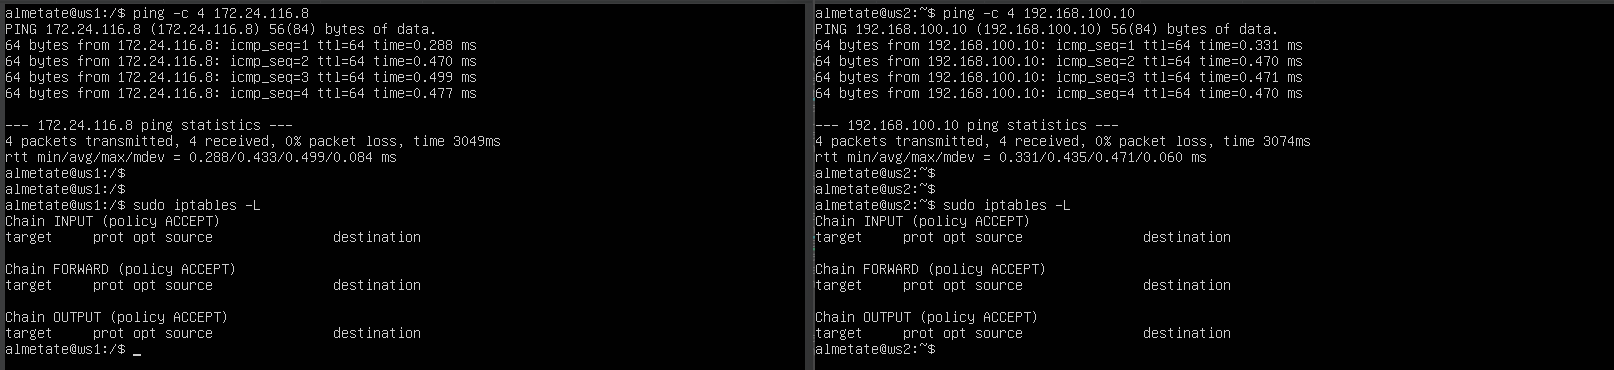 almetate@ws1:/$ ping -c 4 172.24.116.8
PING 172.24.116.8 (172.24.116.8) 56(84) bytes of data.
64 bytes from 172.24.116.8: icmp_seq=1 ttl=64 time=0.288 ms
64 bytes from 172.24.116.8: icmp_seq=2 ttl=64 time=0.470 ms
64 bytes from 172.24.116.8: icmp_seq=3 ttl=64 time=0.499 ms
64 bytes from 172.24.116.8: icmp_seq=4 ttl=64 time=0.477 ms
--- 172.24.116.8 ping statistics ---
4 packets transmitted, 4 received, 0% packet loss, time 3049ms
rtt min/avg/max/mdev = 0.288/0.433/0.499/0.084 ms
almetate@ws1:/$
almetate@ws1:/$
almetate@ws1:/$ sudo iptables -L
Chain INPUT (policy ACCEPT)
target     prot opt source               destination
Chain FORWARD (policy ACCEPT)
target     prot opt source               destination
Chain OUTPUT (policy ACCEPT)
target     prot opt source               destination
almetate@ws1:/$ _
almetate@ws2:~$ ping -c 4 192.168.100.10
PING 192.168.100.10 (192.168.100.10) 56(84) bytes of data.
64 bytes from 192.168.100.10: icmp_seq=1 ttl=64 time=0.331 ms
64 bytes from 192.168.100.10: icmp_seq=2 ttl=64 time=0.470 ms
64 bytes from 192.168.100.10: icmp_seq=3 ttl=64 time=0.471 ms
64 bytes from 192.168.100.10: icmp_seq=4 ttl=64 time=0.470 ms
--- 192.168.100.10 ping statistics ---
4 packets transmitted, 4 received, 0% packet loss, time 3074ms
rtt min/avg/max/mdev = 0.331/0.435/0.471/0.060 ms
almetate@ws2:~$
almetate@ws2:~$
almetate@ws2:~$ sudo iptables -L
Chain INPUT (policy ACCEPT)
target     prot opt source               destination
Chain FORWARD (policy ACCEPT)
target     prot opt source               destination
Chain OUTPUT (policy ACCEPT)
target     prot opt source               destination
almetate@ws2:~$